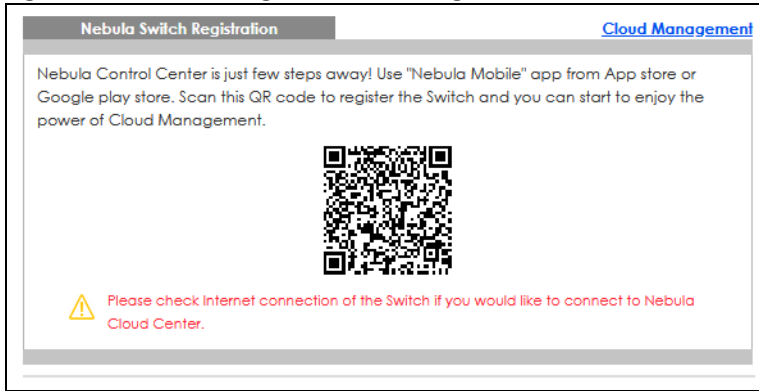 Nebula Switch Registration
Cloud Management
Nebula Control Center is just few steps away! Use "Nebula Mobile" app from App store or
Google play store. Scan this QR code to register the Switch and you can start to enjoy the
power of Cloud Management.
Please check Internet connection of the Switch if you would like to connect to Nebula
Cloud Center.